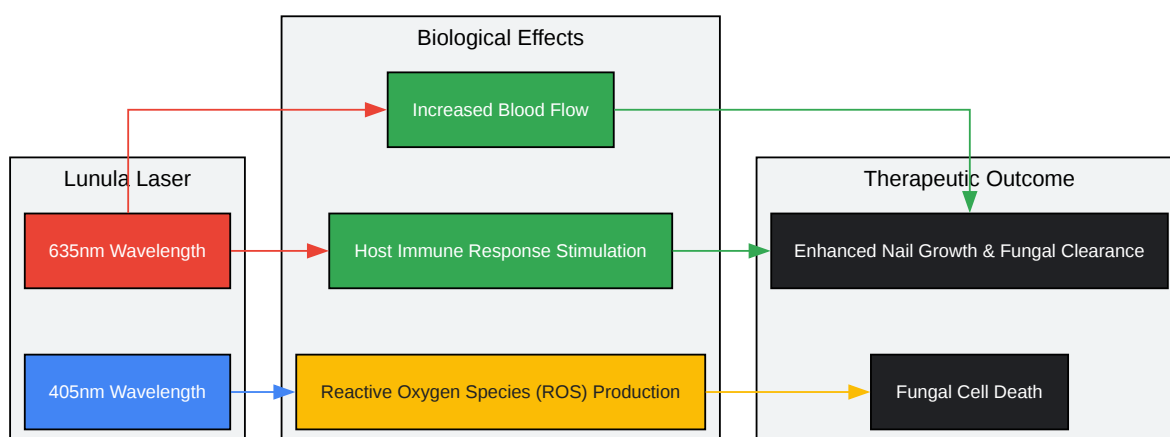 Biological Effects
Increased Blood Flow
Lunula Laser
Therapeutic Outcome
635nm Wavelength
Host Immune Response Stimulation
Enhanced Nail Growth & Fungal Clearance
405nm Wavelength
Reactive Oxygen Species (ROS) Production
Fungal Cell Death